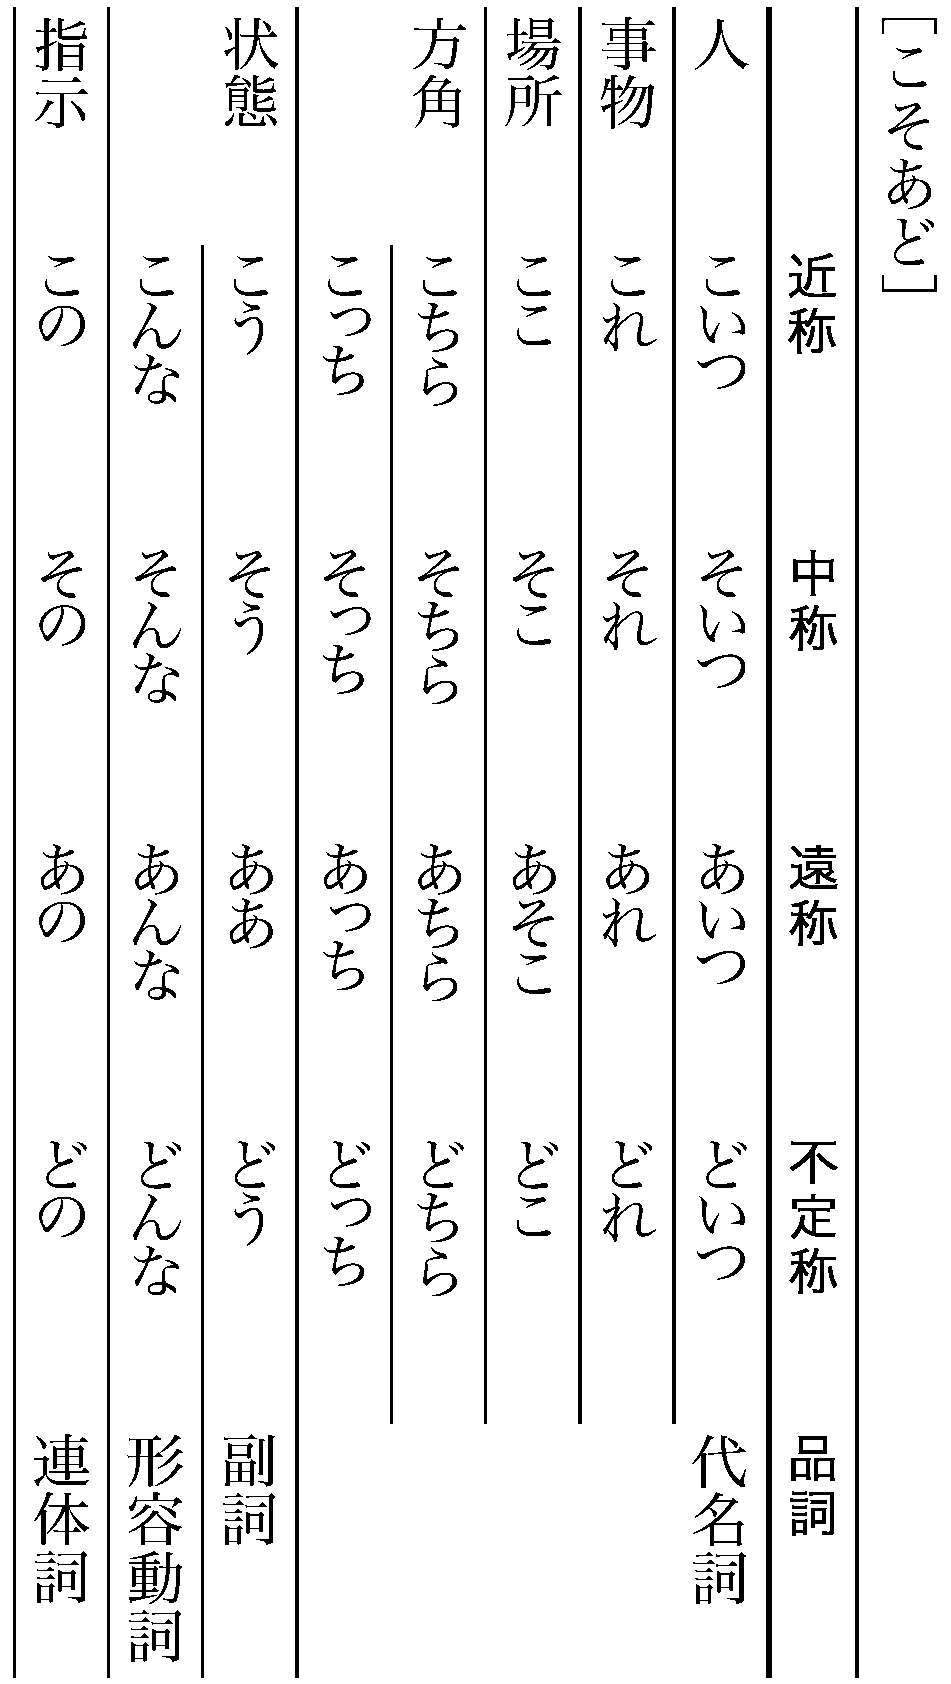 ［こそあど］
近称 中称 遠称 不定称 品詞
人 こいつ そいつ あいつ どいつ 代名詞
事物 これ それ あれ どれ
場所 ここ そこ あそこ どこ
方角 こちら そちら あちら どちら
こっち そっち あっち どっち
状態 こう そう ああ どう 副詞
こんな そんな あんな どんな 形容動詞
指示 この その あの どの 連体詞